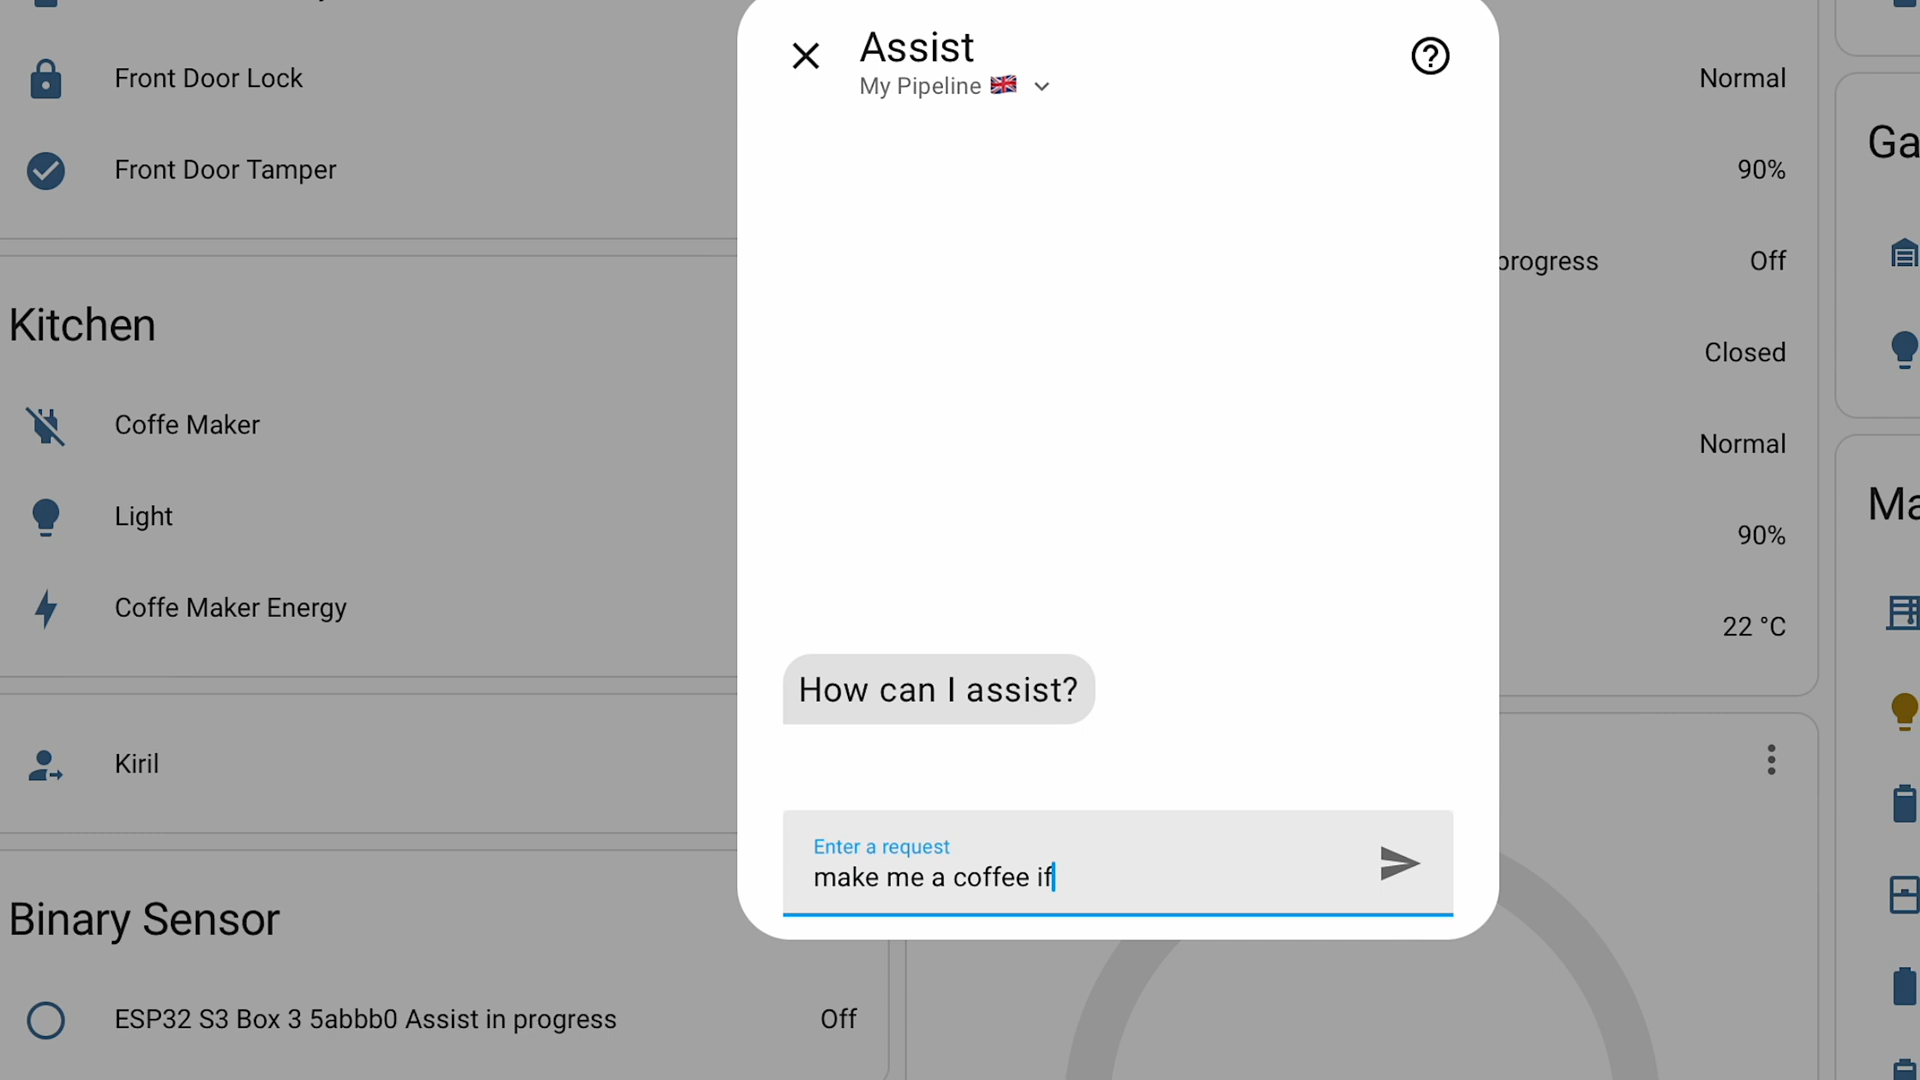 Front Door Lock
Front Door Tamper
Kitchen
Coffe Maker
Light
Coffe Maker Energy
Kiril
Binary Sensor
ESP32 S3 Box 3 5abbb0 Assist in progress
Off
Assist
My Pipeline
How can I assist?
Enter a request
make me a coffee if
Normal
90%
progress
Off
Closed
Normal
90%
22 °C
Ga
Ma